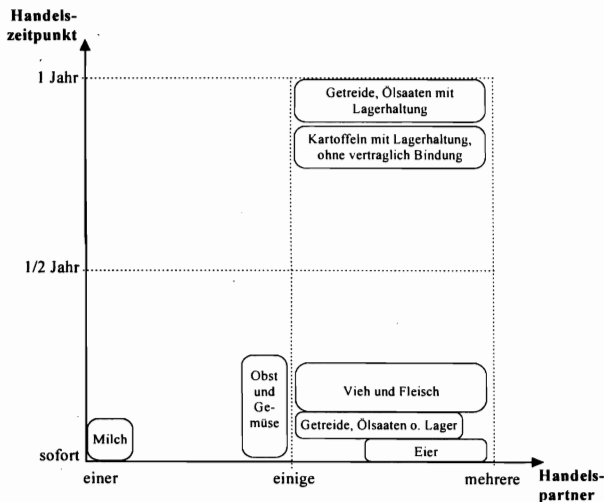 Handels-
zeitpunkt
1 Jahr
Getreide, Ölsaaten mit
Lagerhaltung
Kartoffeln mit Lagerhaltung,
ohne vertraglich Bindung
1/2 Jahr
Obst
und
Ge-
müse
Vieh und Fleisch
Getreide, Ölsaaten o. Lager
Milch
Eier
sofort
einer
einige
mehrere
Handels-
partner